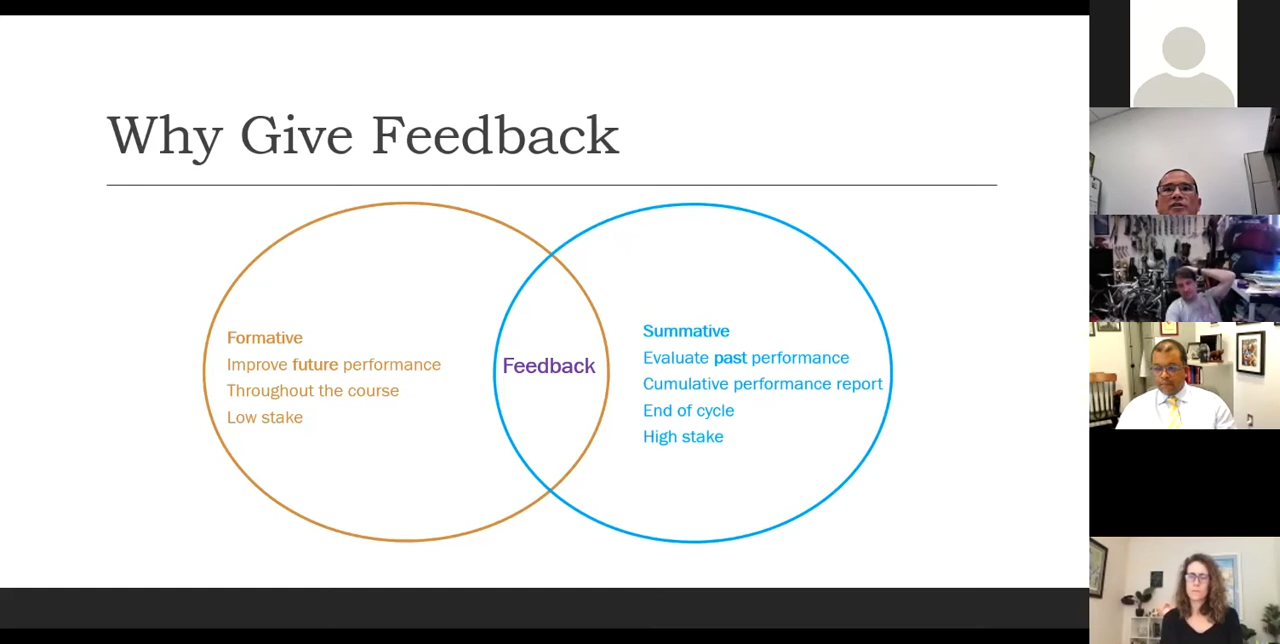 Why Give Feedback
Formative
Improve future performance
Throughout the course
Low stake
Feedback
Summative
Evaluate past performance
Cumulative performance report
End of cycle
High stake